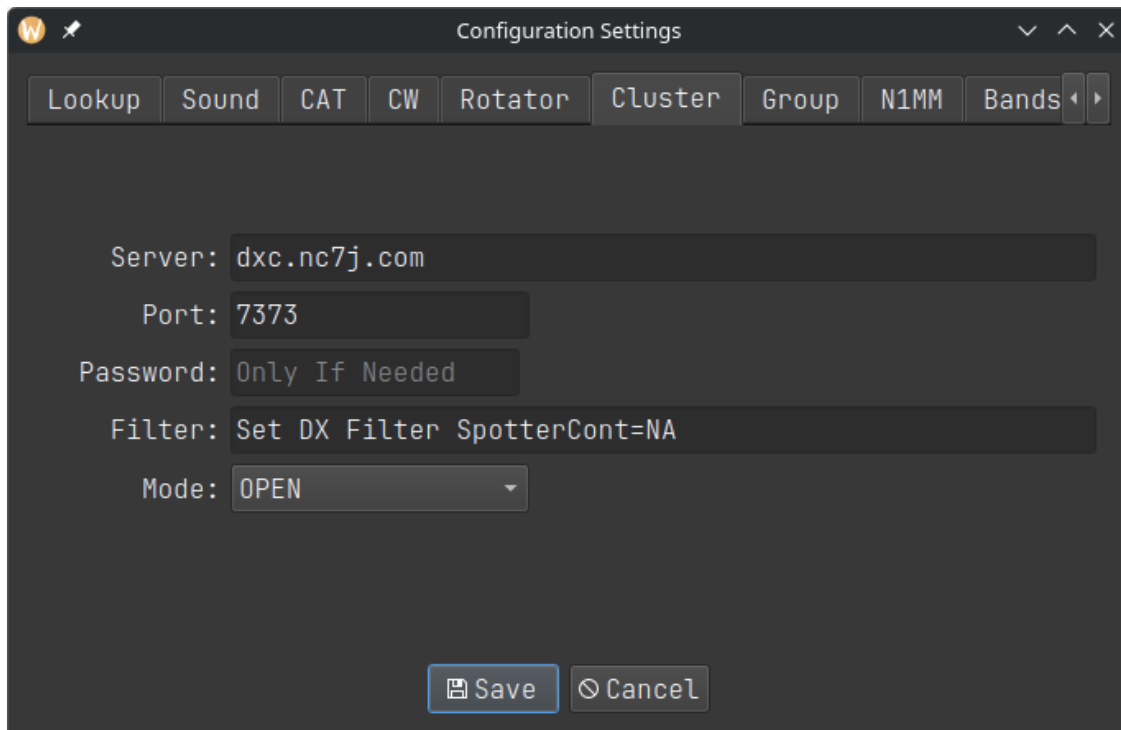 Configuration Settings
Lookup Sound CAT CW Rotator Cluster Group N1MM Bands
Server: dxc.nc7j.com
Port: 7373
Password: Only If Needed
Filter: Set DX Filter SpotterCont=NA
Mode: OPEN
Save Cancel